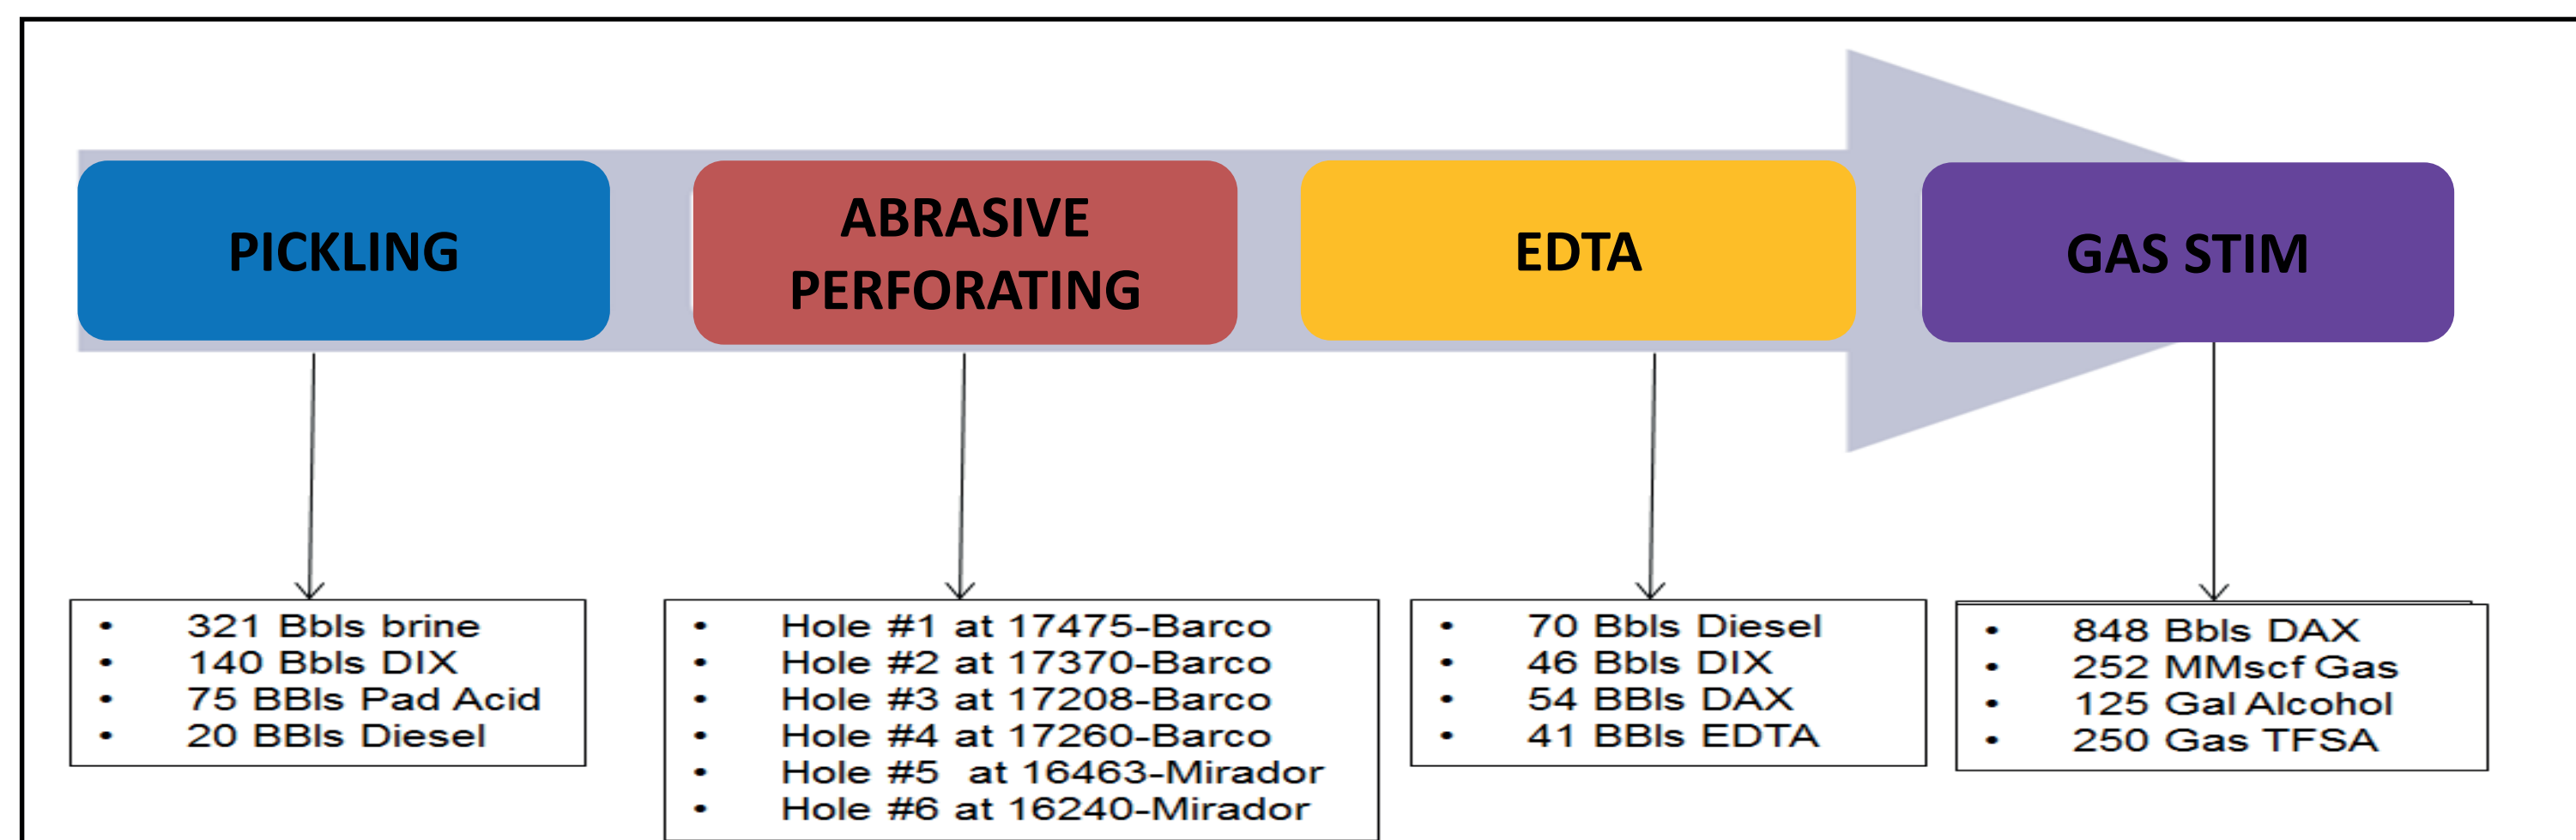 PICKLING
ABRASIVE
PERFORATING
EDTA
GAS STIM
• 321 Bbls brine
• 140 Bbls DIX
• 75 BBls Pad Acid
• 20 BBls Diesel
• Hole #1 at 17475-Barco
• Hole #2 at 17370-Barco
• Hole #3 at 17208-Barco
• Hole #4 at 17260-Barco
• Hole #5 at 16463-Mirador
• Hole #6 at 16240-Mirador
• 70 Bbls Diesel
• 46 Bbls DIX
• 54 BBls DAX
• 41 BBls EDTA
• 848 Bbls DAX
• 252 MMscf Gas
• 125 Gal Alcohol
• 250 Gas TFSA